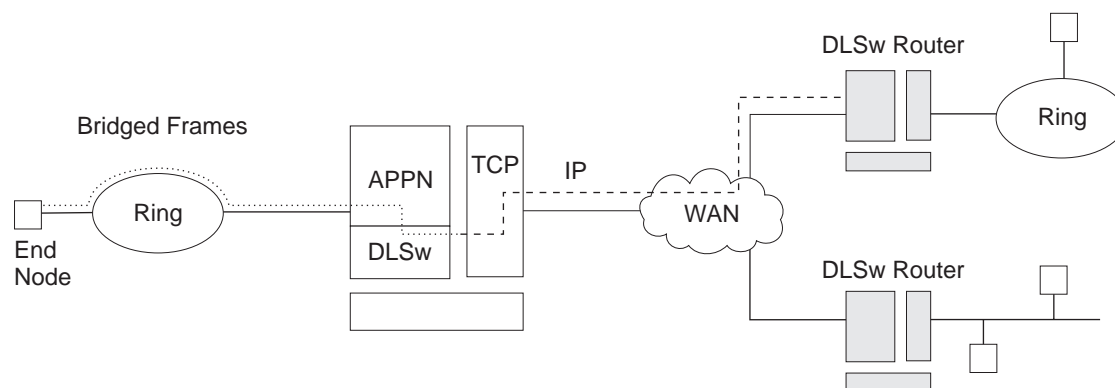 DLSw Router
Bridged Frames
Ring
APPN
TCP
IP
Ring
WAN
DLSw
End
Node
DLSw Router